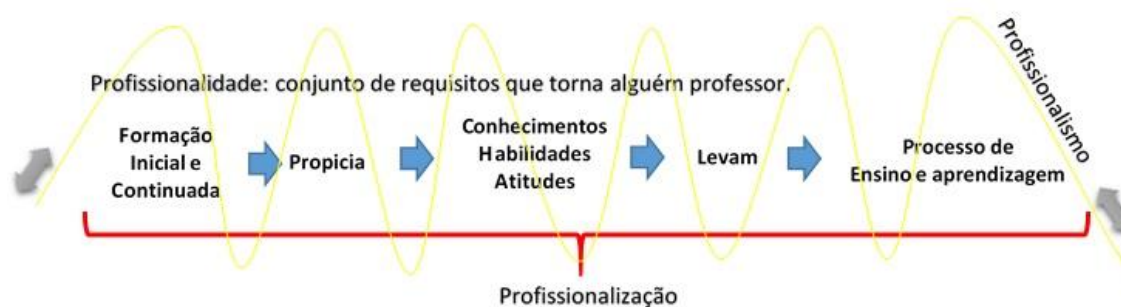 Profissionalismo
Profissionalidade: conjunto de requisitos que torna alguém professor.
Formação
Inicial e
Continuada
Propicia
Conhecimentos
Habilidades
Atitudes
Levam
Processo de
Ensino e aprendizagem
Profissionalização